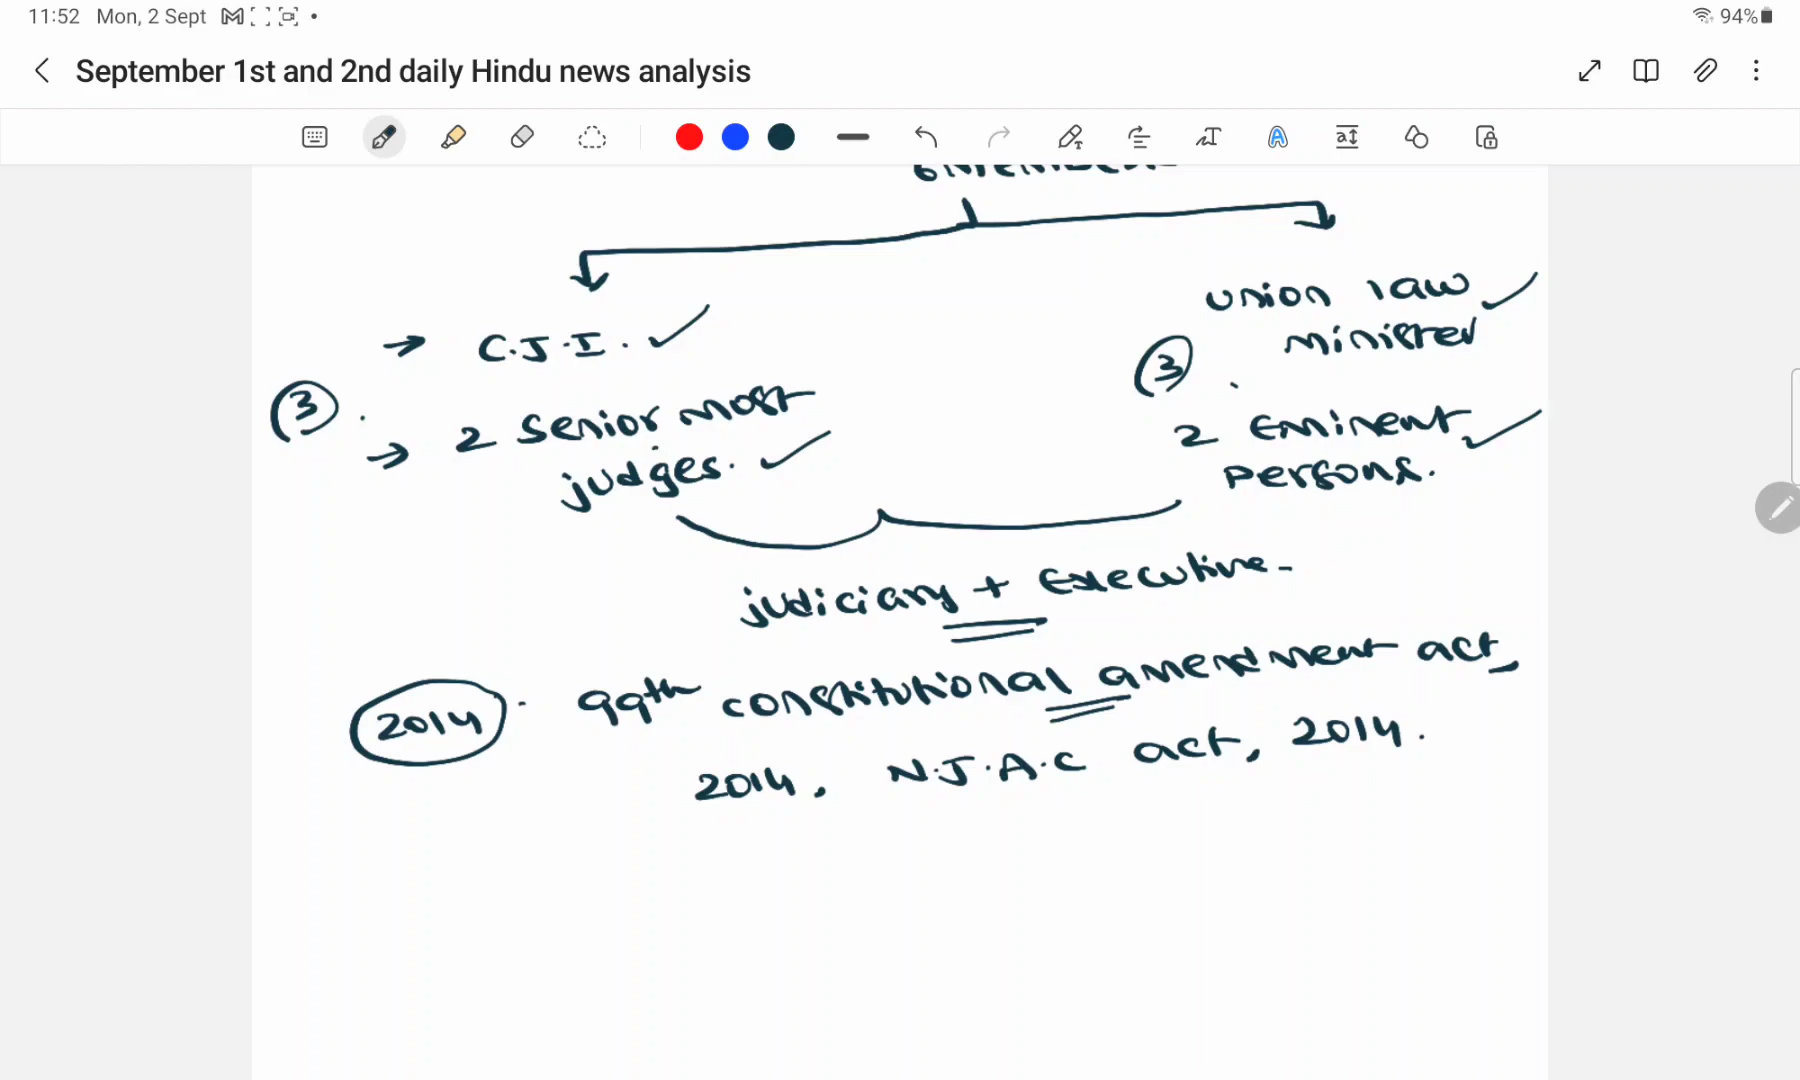 11:52 Mon, 2 Sept 94%
September 1st and 2nd daily Hindu news analysis
→ C.J.I.
union law
minister
3
3
→ 2 senior most
judges.
2 Eminent
persons.
judiciary + Executive-
2014. 99th constitutional amendment act,
2014, N.J.A.C act, 2014.